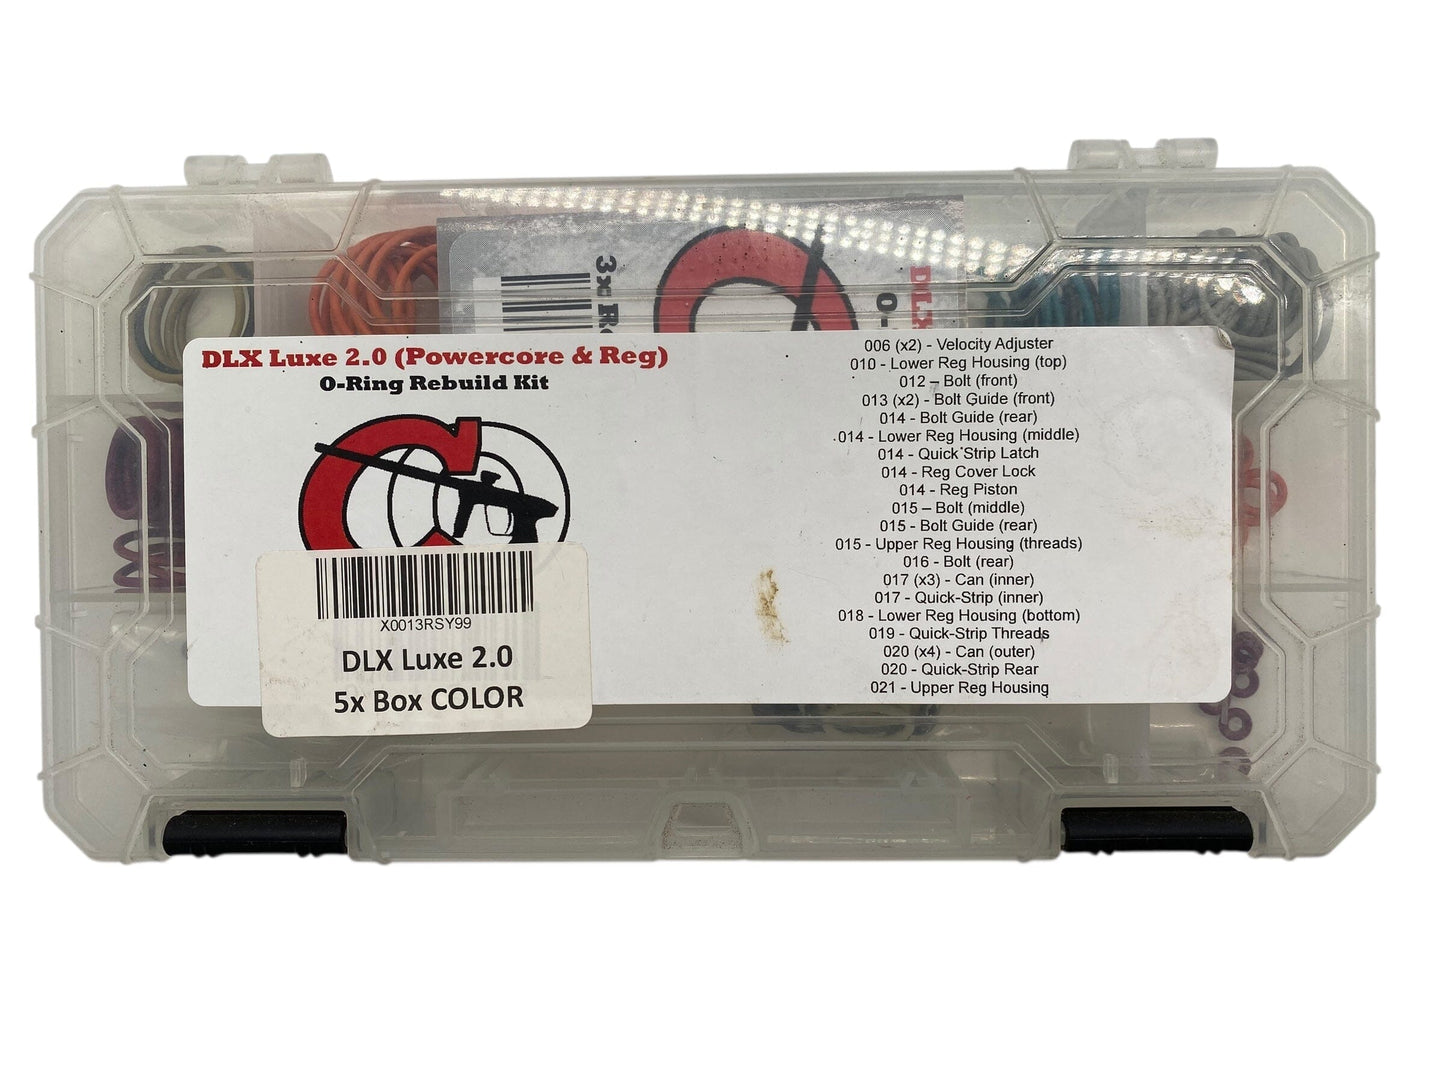 3x
DLX
O-
DLX Luxe 2.0 (Powercore & Reg)
O-Ring Rebuild Kit
X0013RSY99
DLX Luxe 2.0
5x Box COLOR
006 (x2) - Velocity Adjuster
010 - Lower Reg Housing (top)
012 – Bolt (front)
013 (x2) - Bolt Guide (front)
014 - Bolt Guide (rear)
014 - Lower Reg Housing (middle)
014 - Quick Strip Latch
014 - Reg Cover Lock
014 - Reg Piston
015 – Bolt (middle)
015 - Bolt Guide (rear)
015 - Upper Reg Housing (threads)
016 - Bolt (rear)
017 (x3) - Can (inner)
017 - Quick-Strip (inner)
018 - Lower Reg Housing (bottom)
019 - Quick-Strip Threads
020 (x4) - Can (outer)
020 - Quick-Strip Rear
021 - Upper Reg Housing